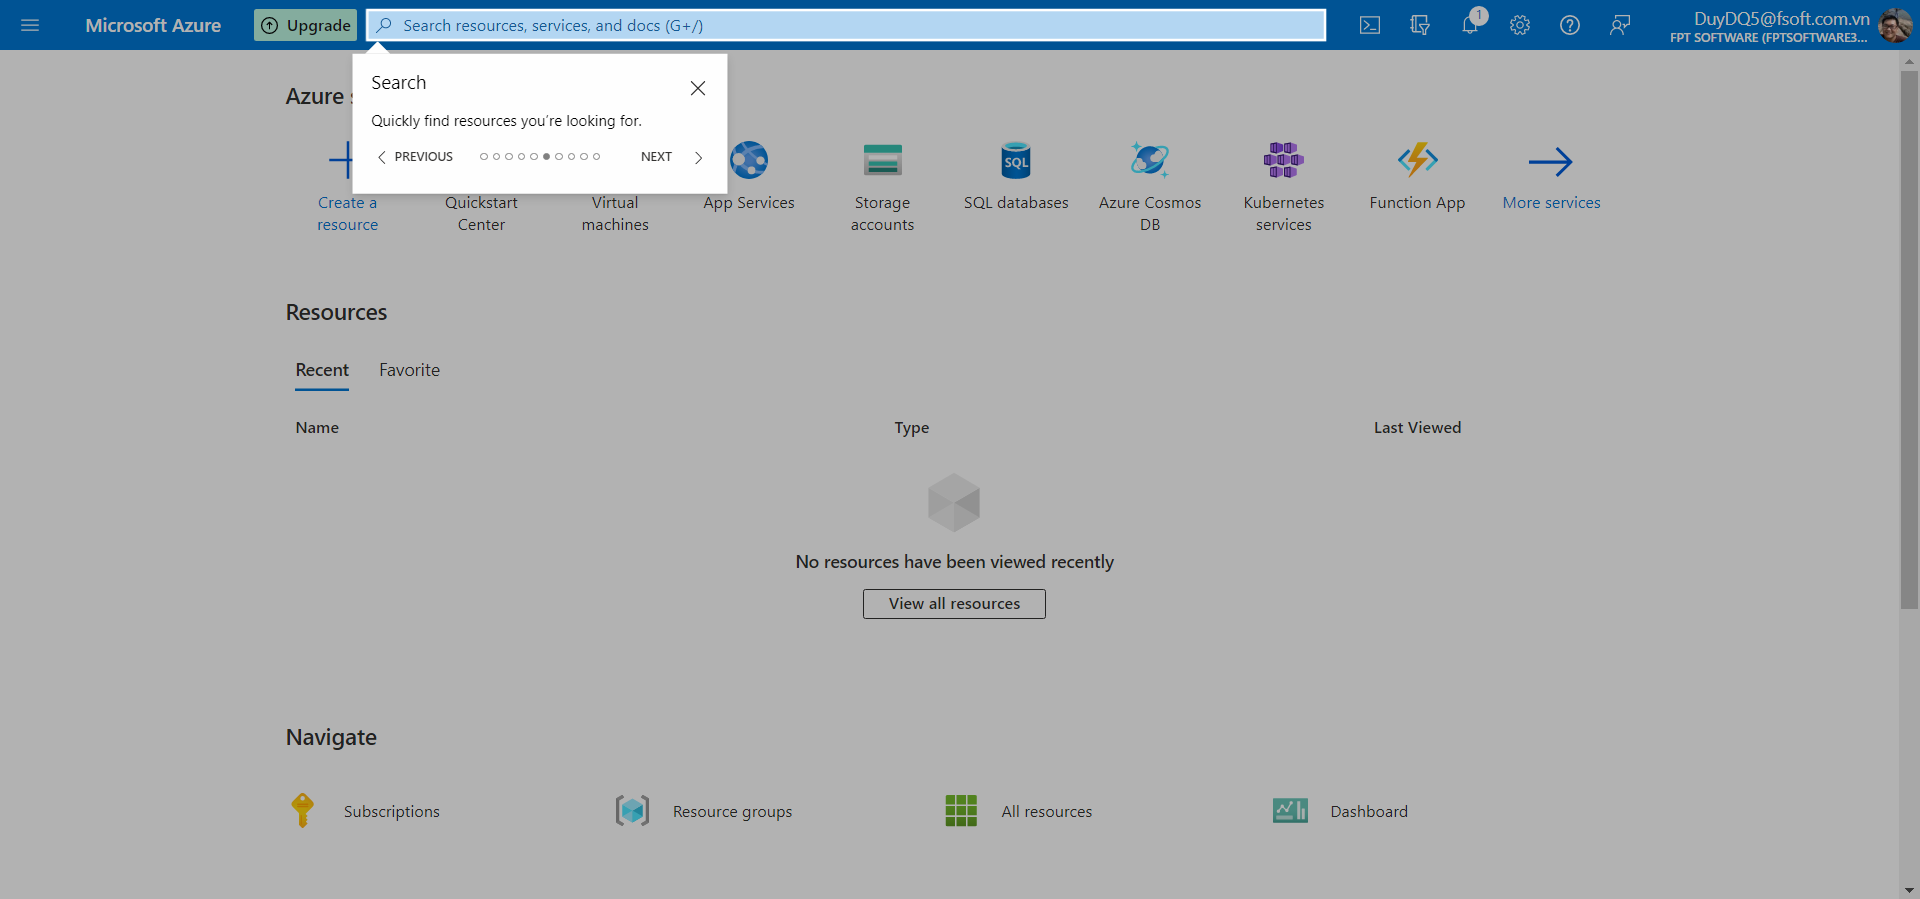 Microsoft Azure
Upgrade
Search resources, services, and docs (G+/)
1
DuyDQ5@fsoft.com.vn
FPT SOFTWARE (FPTSOFTWARE3...
Search
Quickly find resources you're looking for.
PREVIOUS
NEXT
Azure s
Create a
resource
Quickstart
Center
Virtual
machines
App Services
Storage
accounts
SQL
SQL databases
Azure Cosmos
DB
Kubernetes
services
Function App
More services
Resources
Recent
Favorite
Name
Type
Last Viewed
No resources have been viewed recently
View all resources
Navigate
Subscriptions
Resource groups
All resources
Dashboard